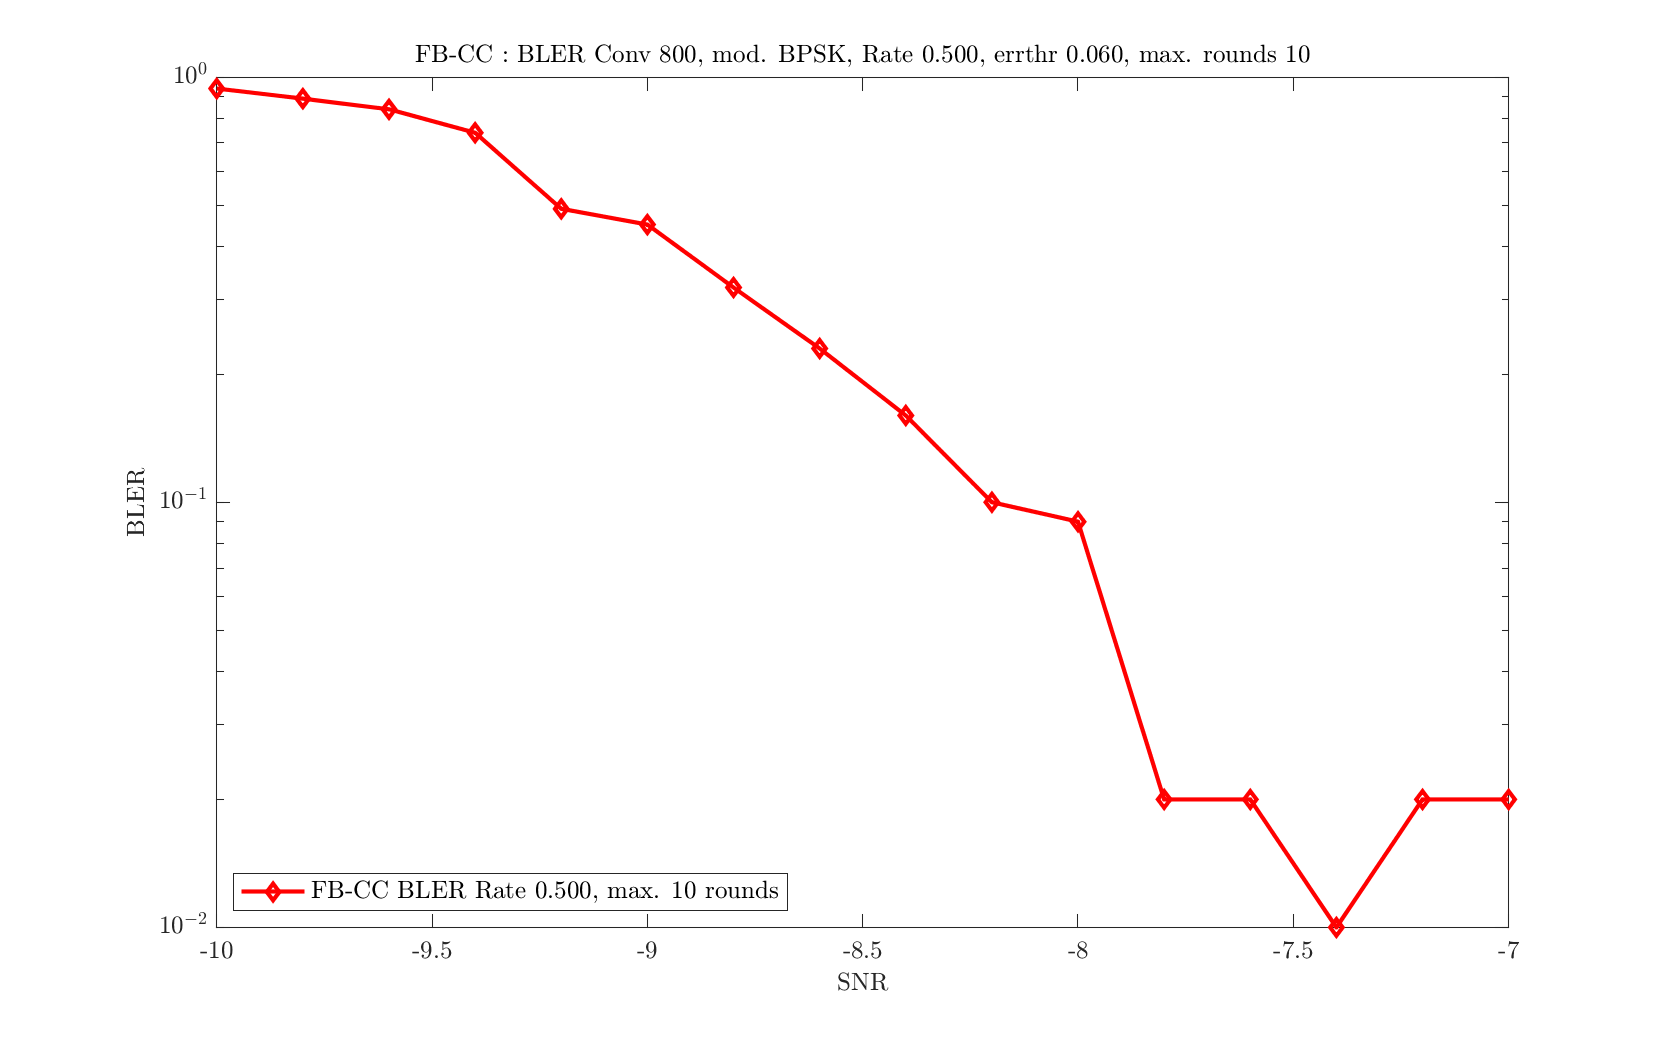 FB-CC : BLER Conv 800, mod. BPSK, Rate 0.500, errthr 0.060, max. rounds 10
10^0
10^{-1}
10^{-2}
BLER
FB-CC BLER Rate 0.500, max. 10 rounds
-10 -9.5 -9 -8.5 -8 -7.5 -7
SNR